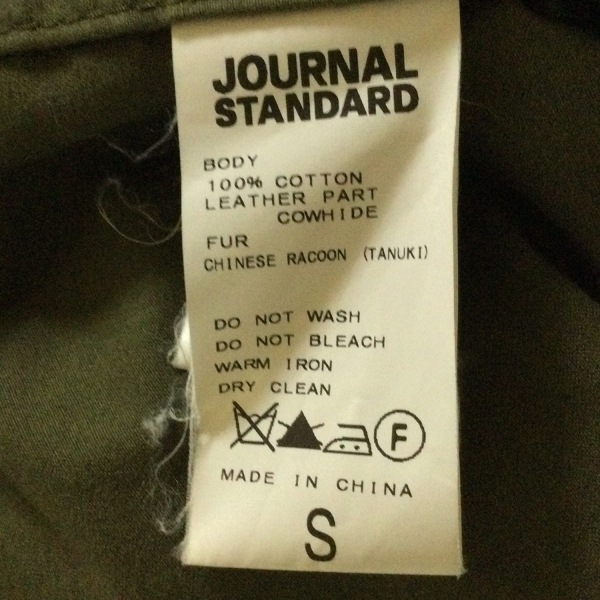 JOURNAL
STANDARD
BODY
100% COTTON
LEATHER PART
COWHIDE
FUR
CHINESE RACOON (TANUKI)
DO NOT WASH
DO NOT BLEACH
WARM IRON
DRY CLEAN
F
MADE IN CHINA
S